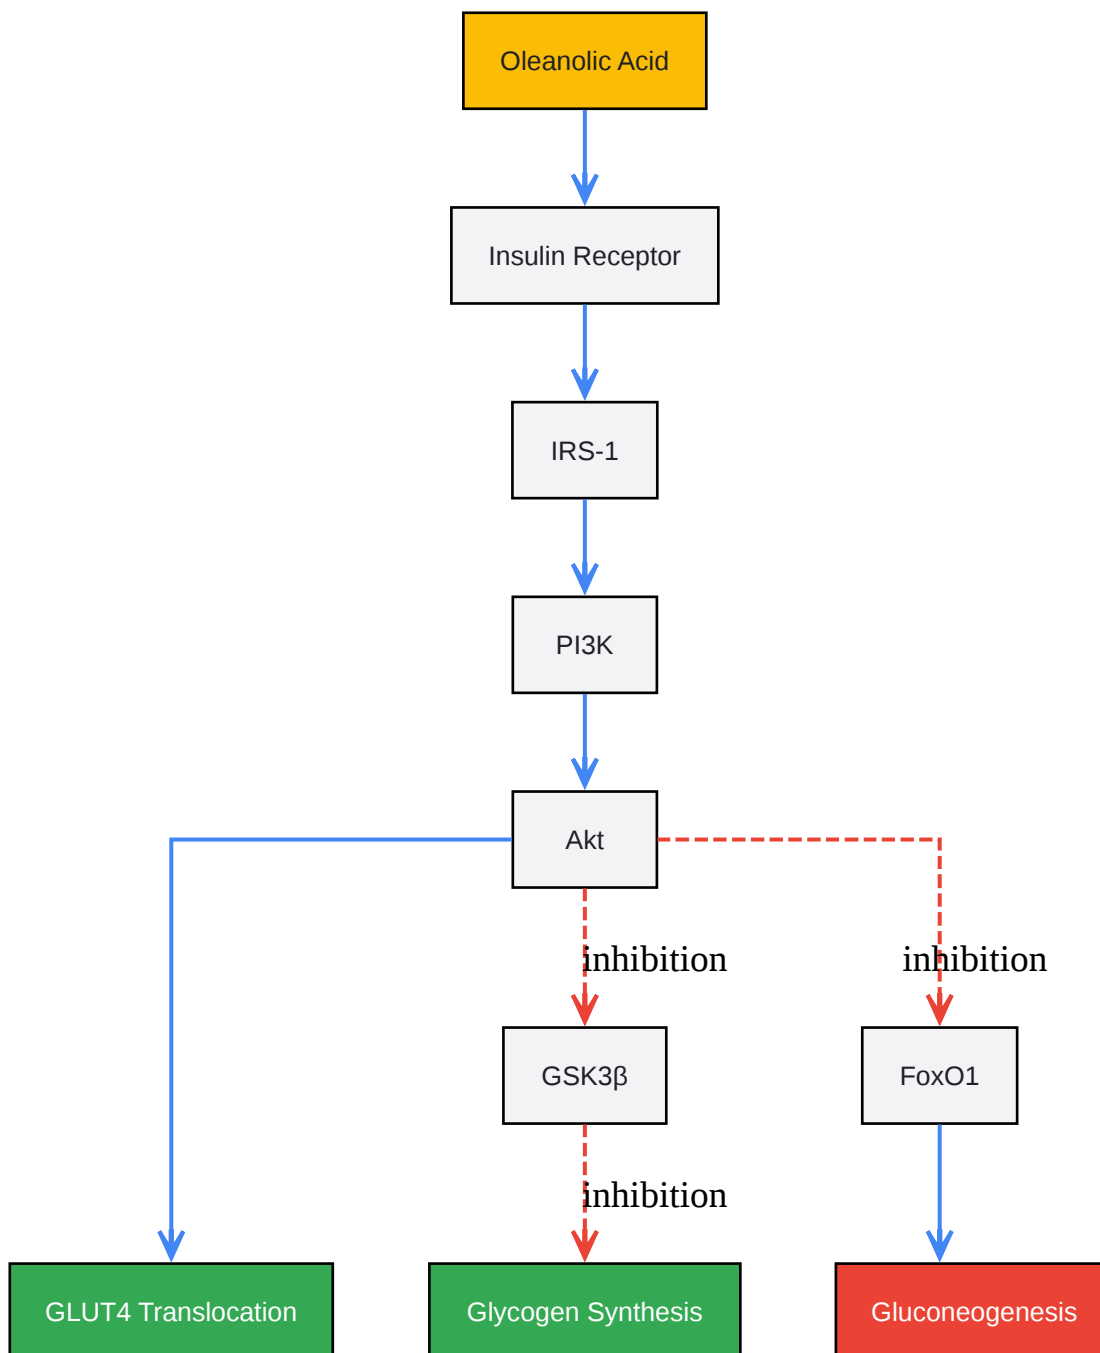 Oleanolic Acid
Insulin Receptor
IRS-1
PI3K
Akt
inhibition
inhibition
GSK3β
FoxO1
inhibition
GLUT4 Translocation
Glycogen Synthesis
Gluconeogenesis